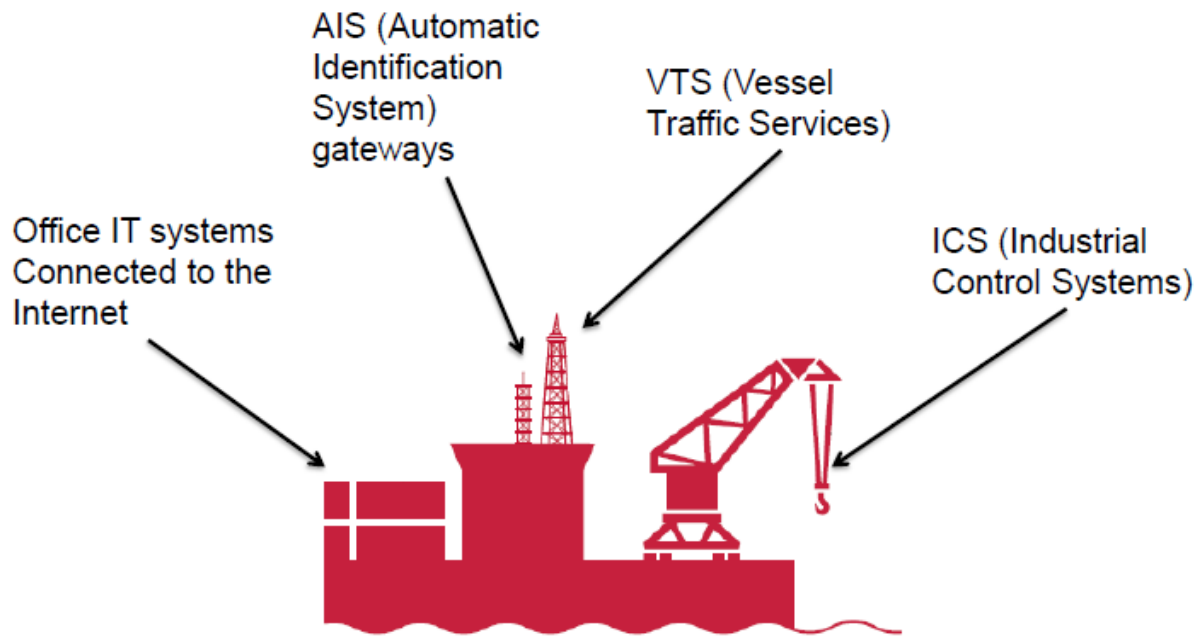 AIS (Automatic
Identification
System)
gateways
VTS (Vessel
Traffic Services)
Office IT systems
Connected to the
Internet
ICS (Industrial
Control Systems)